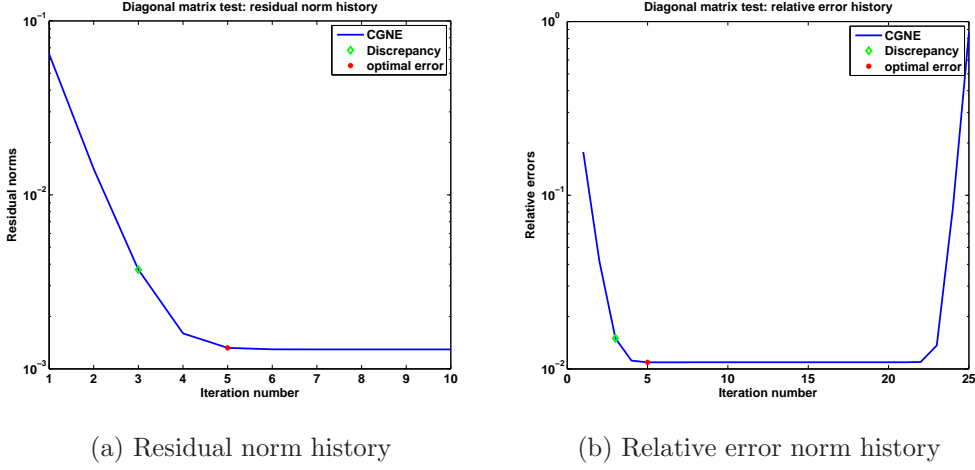 Diagonal matrix test: residual norm history
10^−1
10^−2
10^−3
Residual norms
CGNE
Discrepancy
optimal error
1 2 3 4 5 6 7 8 9 10
Iteration number
(a) Residual norm history
Diagonal matrix test: relative error history
10^0
10^−1
10^−2
Relative errors
CGNE
Discrepancy
optimal error
0 5 10 15 20 25
Iteration number
(b) Relative error norm history